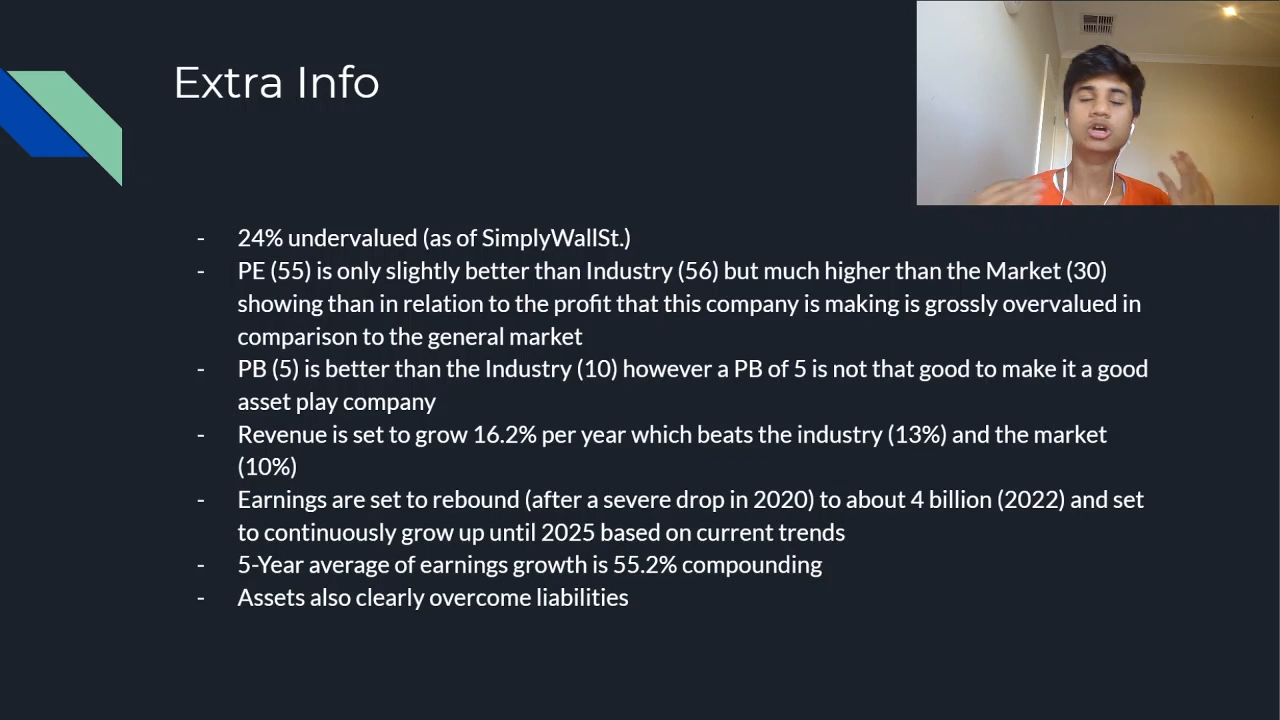 Extra Info
- 24% undervalued (as of SimplyWallSt.)
- PE (55) is only slightly better than Industry (56) but much higher than the Market (30)
showing than in relation to the profit that this company is making is grossly overvalued in
comparison to the general market
- PB (5) is better than the Industry (10) however a PB of 5 is not that good to make it a good
asset play company
- Revenue is set to grow 16.2% per year which beats the industry (13%) and the market
(10%)
- Earnings are set to rebound (after a severe drop in 2020) to about 4 billion (2022) and set
to continuously grow up until 2025 based on current trends
- 5-Year average of earnings growth is 55.2% compounding
- Assets also clearly overcome liabilities